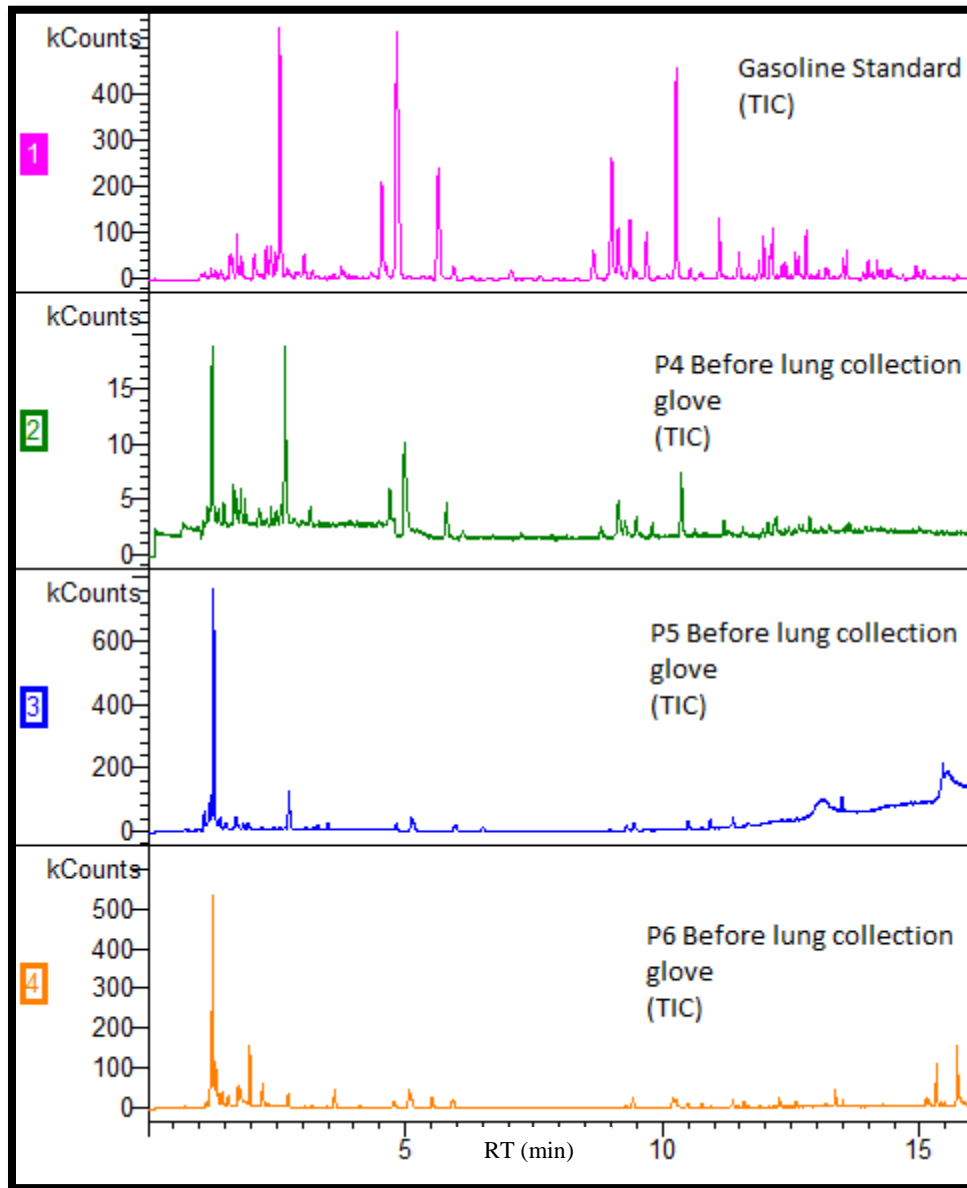 kCounts
Gasoline Standard
(TIC)
400
300
200
100
0
1
kCounts
P4 Before lung collection
glove
(TIC)
15
10
5
0
2
kCounts
P5 Before lung collection
glove
(TIC)
600
400
200
0
3
kCounts
P6 Before lung collection
glove
(TIC)
500
400
300
200
100
0
4
5
RT (min)
10
15